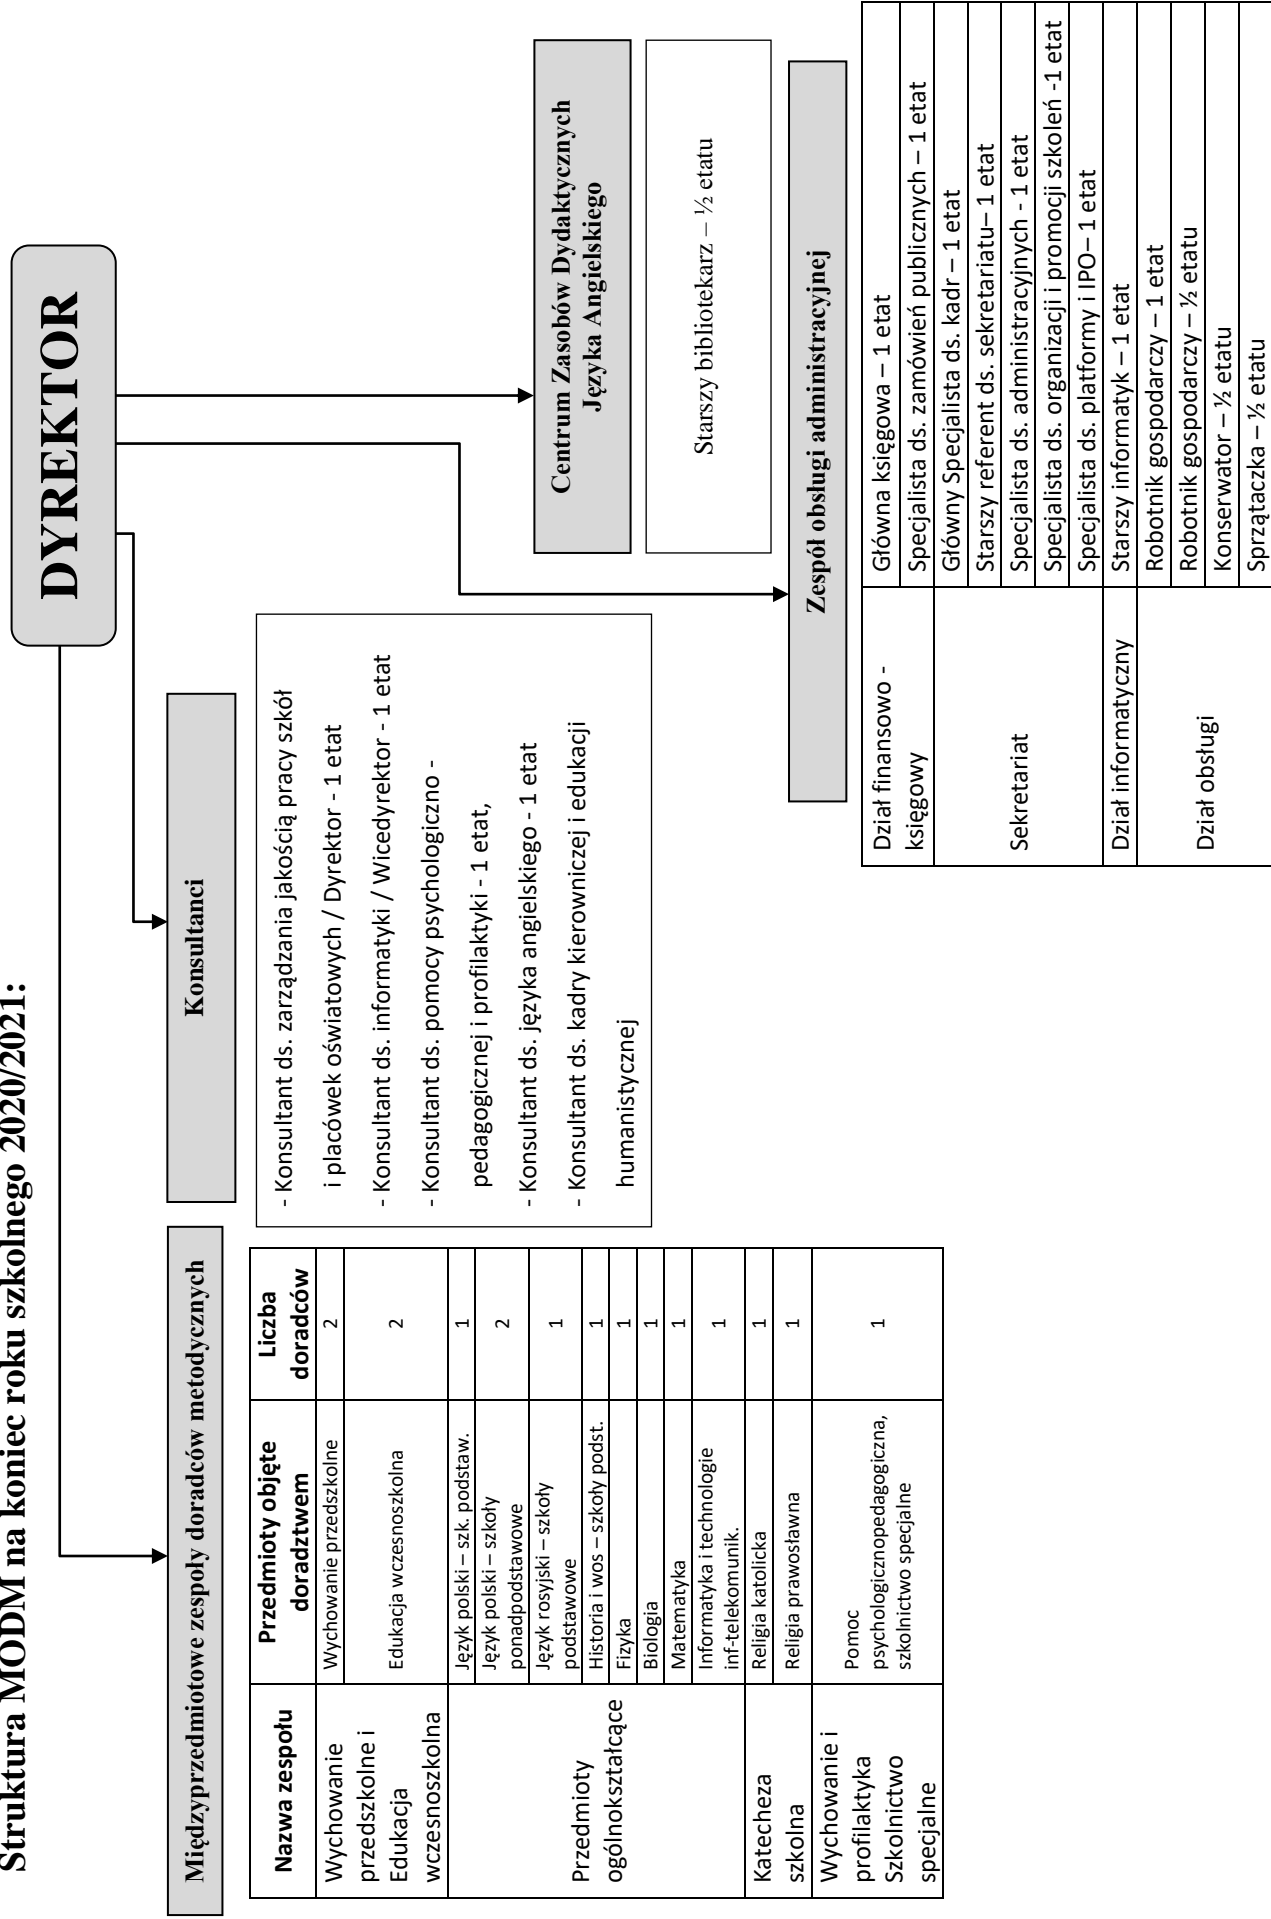 Struktura MODM na koniec roku szkolnego 2020/2021:
DYREKTOR
Międzyprzedmiotowe zespoły doradców metodycznych
Nazwa zespołu
Przedmioty objęte
doradztwem
Liczba
doradców
Wychowanie
przedszkolne i
Edukacja
wczesnoszkolna
Wychowanie przedszkolne
2
Edukacja wczesnoszkolna
2
Przedmioty
ogólnokształcące
Język polski – szk. podstaw.
1
Język polski – szkoły
ponadpodstawowe
2
Język rosyjski – szkoły
podstawowe
1
Historia i wos – szkoły podst.
1
Fizyka
1
Biologia
1
Matematyka
1
Informatyka i technologie
inf-telekomunik.
1
Katecheza
szkolna
Religia katolicka
1
Religia prawosławna
1
Wychowanie i
profilaktyka
Szkolnictwo
specjalne
Pomoc
psychologicznopedagogiczna,
szkolnictwo specjalne
1
Konsultanci
- Konsultant ds. zarządzania jakością pracy szkół
i placówek oświatowych / Dyrektor - 1 etat
- Konsultant ds. informatyki / Wicedyrektor - 1 etat
- Konsultant ds. pomocy psychologiczno -
pedagogicznej i profilaktyki - 1 etat,
- Konsultant ds. języka angielskiego - 1 etat
- Konsultant ds. kadry kierowniczej i edukacji
humanistycznej
Centrum Zasobów Dydaktycznych
Języka Angielskiego
Starszy bibliotekarz – ½ etatu
Zespół obsługi administracyjnej
Dział finansowo -
księgowy
Główna księgowa – 1 etat
Specjalista ds. zamówień publicznych – 1 etat
Sekretariat
Główny Specjalista ds. kadr – 1 etat
Starszy referent ds. sekretariatu– 1 etat
Specjalista ds. administracyjnych - 1 etat
Specjalista ds. organizacji i promocji szkoleń -1 etat
Specjalista ds. platformy i IPO– 1 etat
Dział informatyczny
Starszy informatyk – 1 etat
Dział obsługi
Robotnik gospodarczy – 1 etat
Robotnik gospodarczy – ½ etatu
Konserwator – ½ etatu
Sprzątaczka – ½ etatu